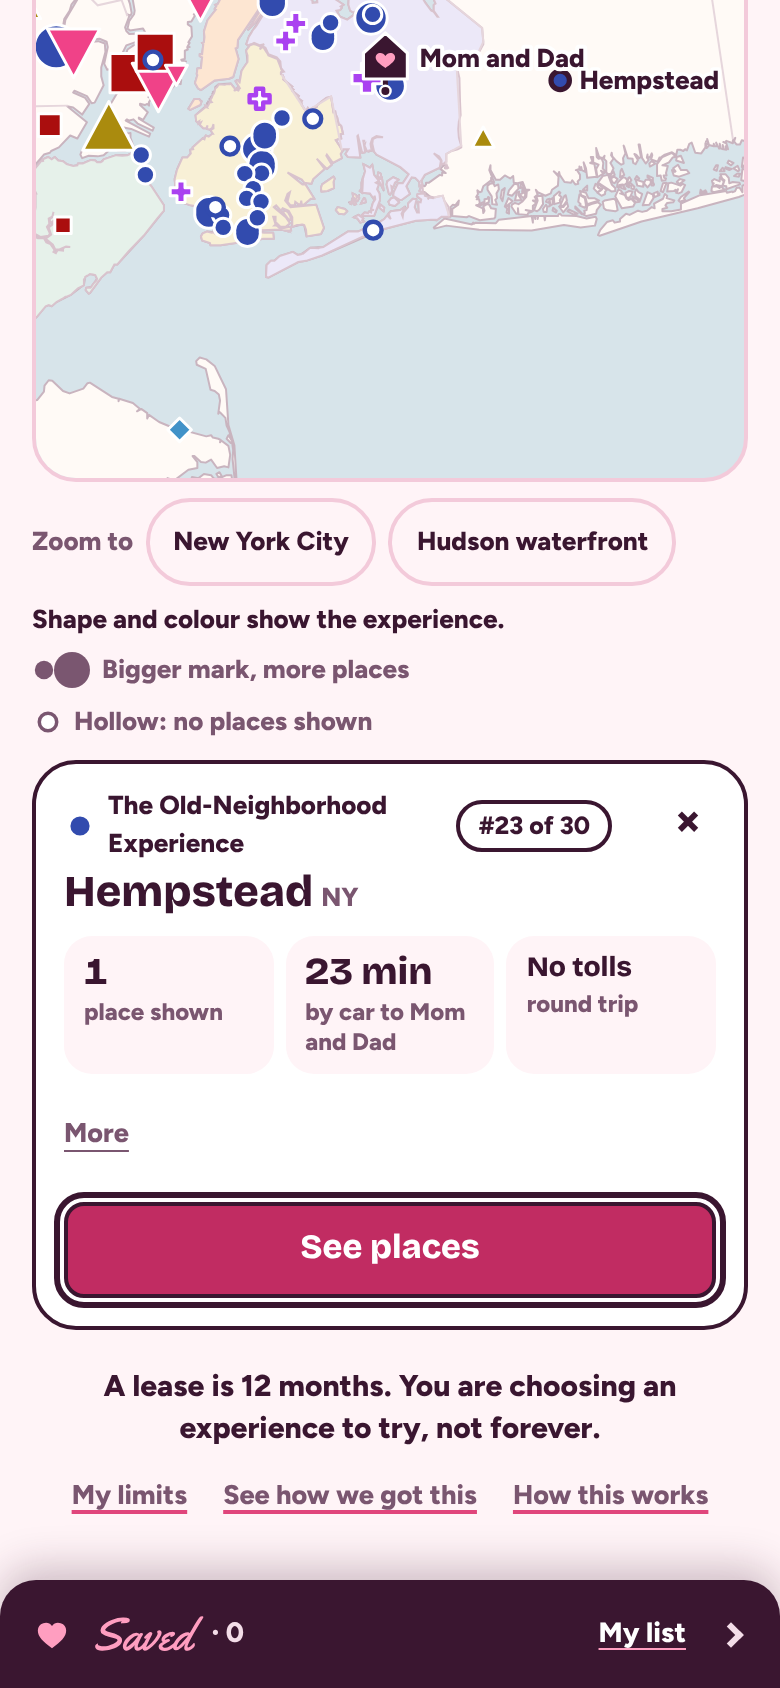 Mom and Dad
Hempstead
Zoom to
New York City
Hudson waterfront
Shape and colour show the experience.
Bigger mark, more places
Hollow: no places shown
The Old-Neighborhood
Experience
#23 of 30
×
Hempstead NY
1
place shown
23 min
by car to Mom
and Dad
No tolls
round trip
More
See places
A lease is 12 months. You are choosing an
experience to try, not forever.
My limits
See how we got this
How this works
Saved · 0
My list